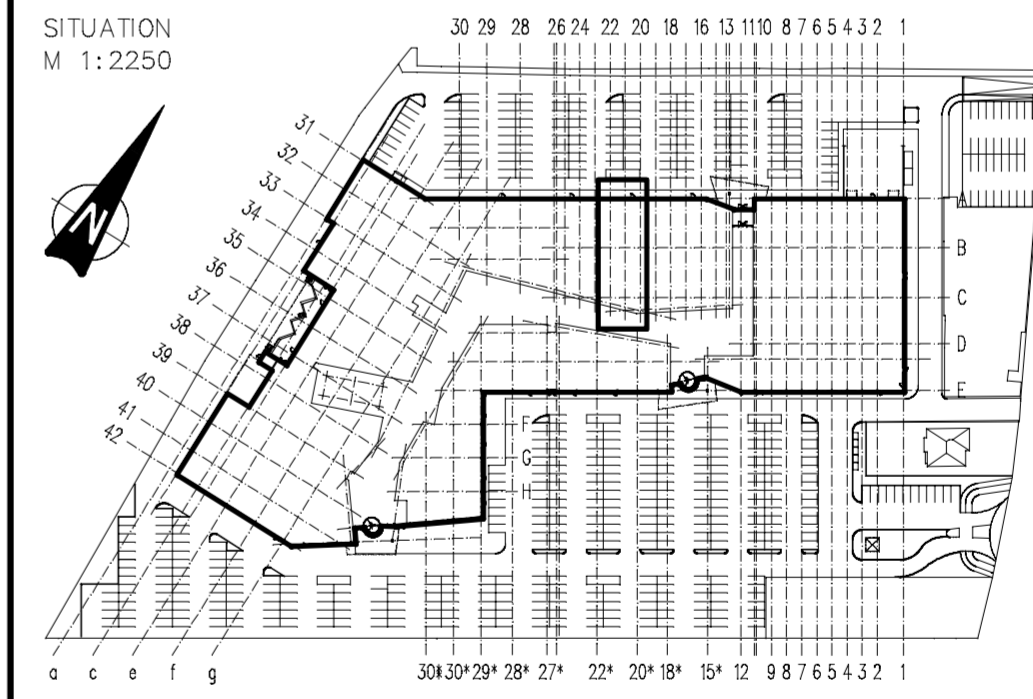 SITUATION
M 1:2250
30 29 28 26 24 22 20 18 16 13 11 10 8 7 6 5 4 3 2 1
31
32
33
34
35
36
37
38
39
40
41
42
N
A
B
C
D
E
F
G
H
a c e f g 30* 30* 29* 28* 27* 22* 20* 18* 15* 12 9 8 7 6 5 4 3 2 1